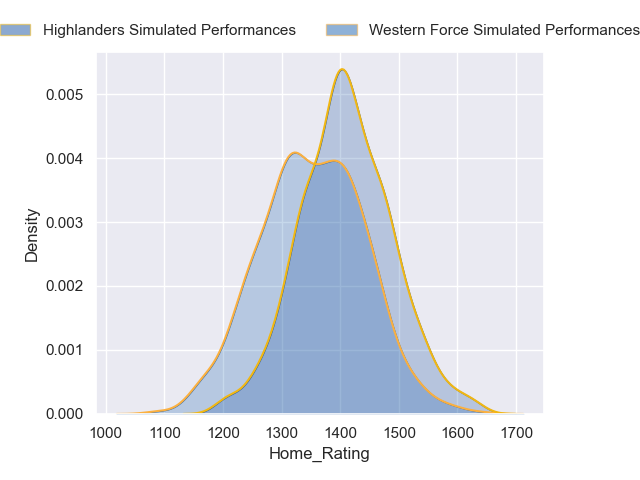 Highlanders Simulated Performances
Western Force Simulated Performances
0.005
0.004
0.003
0.002
0.001
0.000
Density
1000 1100 1200 1300 1400 1500 1600 1700
Home_Rating